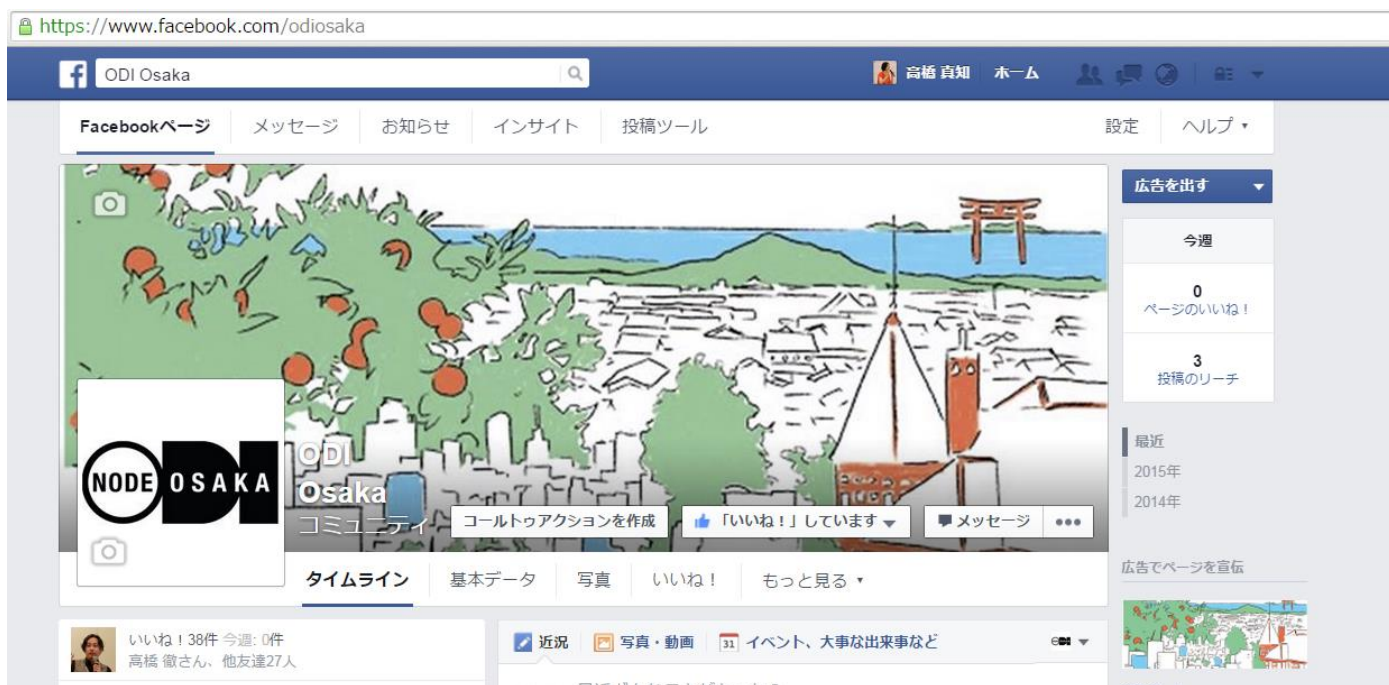 https://www.facebook.com/odiosaka
ODI Osaka
高橋 真知 ホーム
Facebookページ メッセージ お知らせ インサイト 投稿ツール 設定 ヘルプ
広告を出す
今週
0
ページのいいね！
3
投稿のリーチ
最近
2015年
2014年
NODE OSAKA
ODI
ODI
Osaka
コミュニティ
コールトゥアクションを作成 「いいね！」しています メッセージ
タイムライン 基本データ 写真 いいね！ もっと見る
広告でページを宣伝
いいね！38件 今週: 0件
高橋 徹さん、他友達27人
近況 写真・動画 31 イベント、大事な出来事など